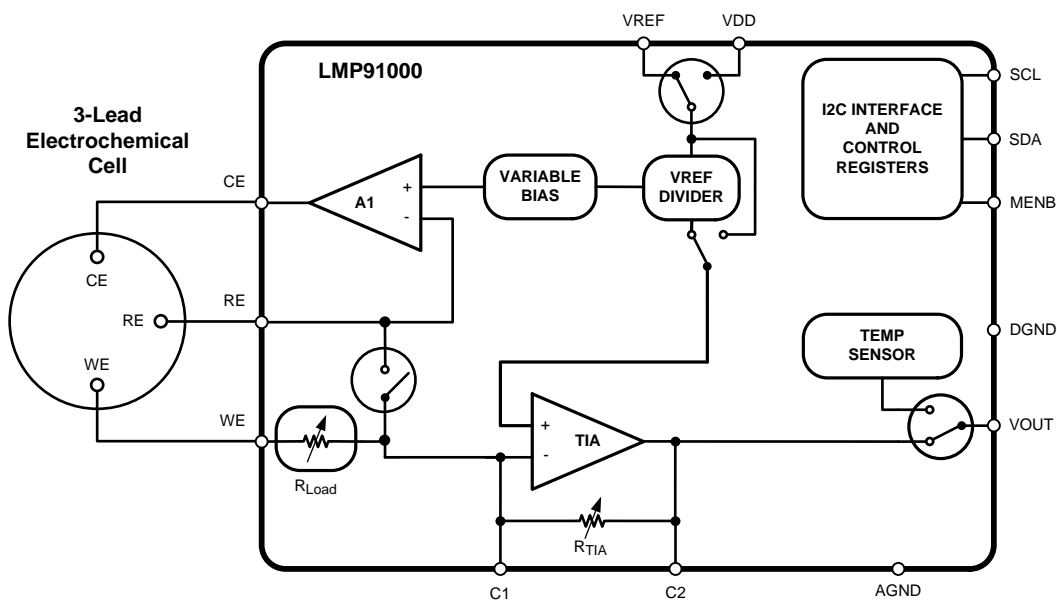 VREF
VDD
LMP91000
SCL
I2C INTERFACE
AND
CONTROL
REGISTERS
SDA
MENB
3-Lead
Electrochemical
Cell
CE
A1
+
-
VARIABLE
BIAS
VREF
DIVIDER
CE
RE
RE
WE
WE
RLoad
+
-
TIA
RTIA
TEMP
SENSOR
DGND
VOUT
C1
C2
AGND